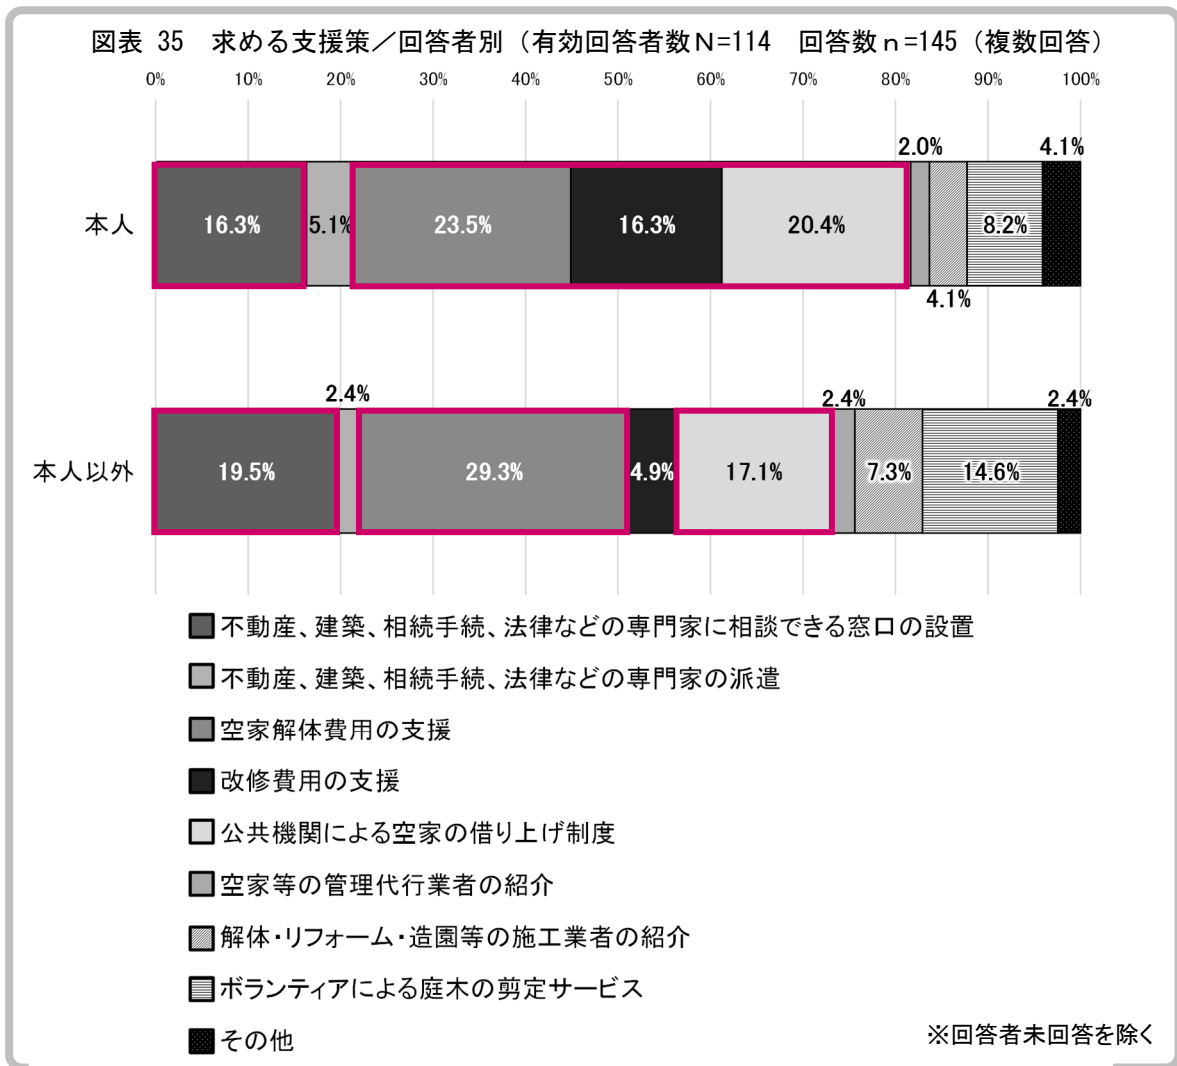 図表 35　求める支援策／回答者別（有効回答者数N=114　回答数ｎ=145（複数回答）
0% 10% 20% 30% 40% 50% 60% 70% 80% 90% 100%
2.0% 4.1%
本人 16.3% 5.1% 23.5% 16.3% 20.4% 8.2%
4.1%
2.4% 2.4% 2.4%
本人以外 19.5% 29.3% 4.9% 17.1% 7.3% 14.6%
不動産、建築、相続手続、法律などの専門家に相談できる窓口の設置
不動産、建築、相続手続、法律などの専門家の派遣
空家解体費用の支援
改修費用の支援
公共機関による空家の借り上げ制度
空家等の管理代行業者の紹介
解体・リフォーム・造園等の施工業者の紹介
ボランティアによる庭木の剪定サービス
その他
※回答者未回答を除く